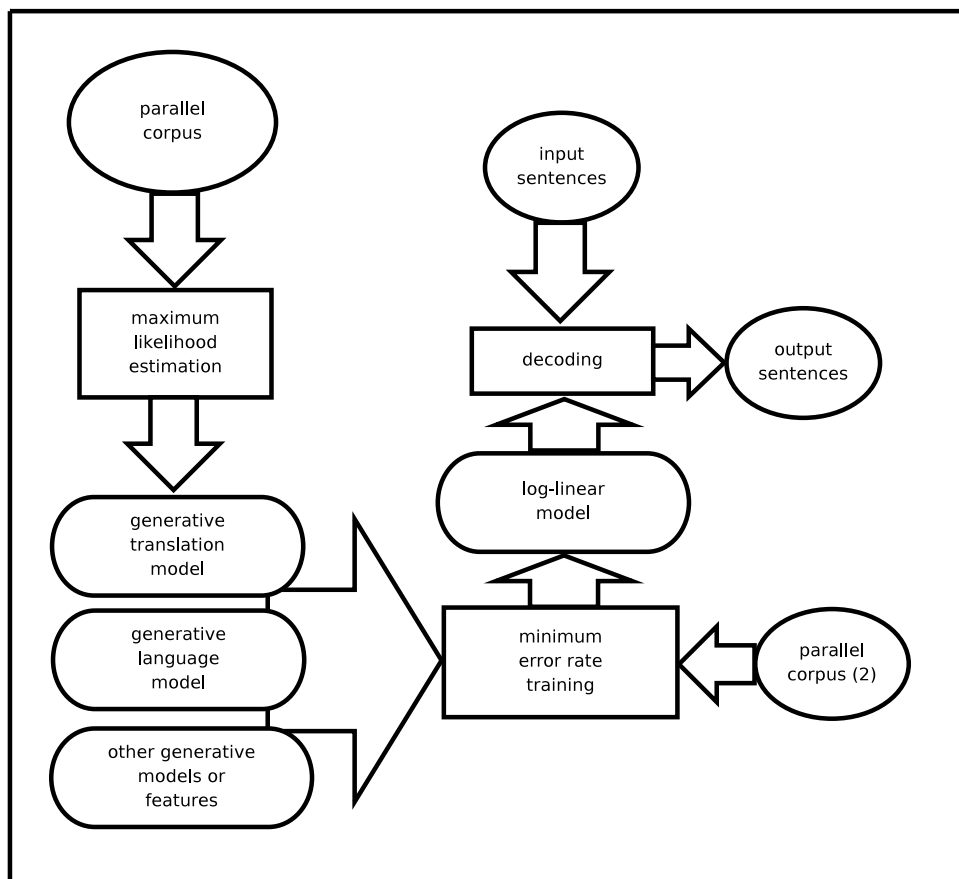 parallel
corpus
maximum
likelihood
estimation
generative
translation
model
generative
language
model
other generative
models or
features
input
sentences
decoding
output
sentences
log-linear
model
minimum
error rate
training
parallel
corpus (2)